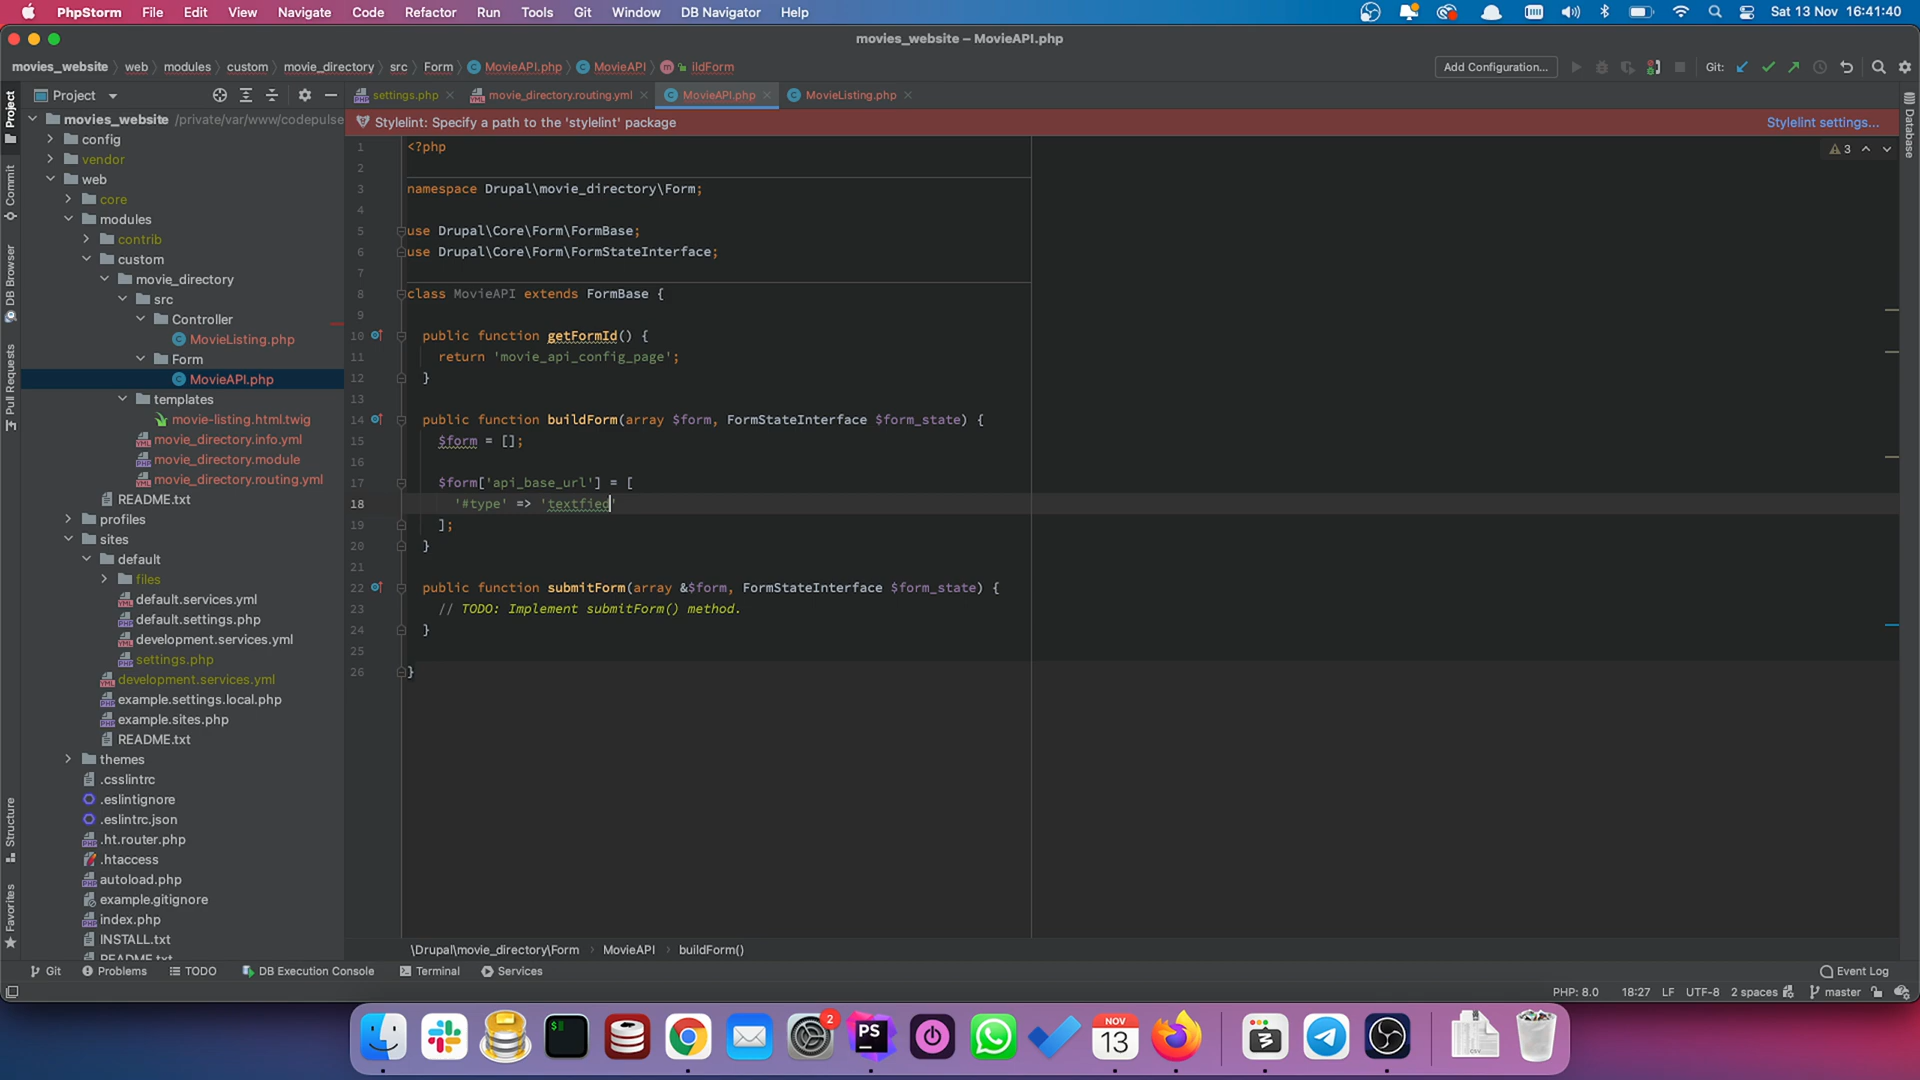 PhpStorm File Edit View Navigate Code Refactor Run Tools Git Window DB Navigator Help Sat 13 Nov 16:41:40
movies_website – MovieAPI.php
movies_website web modules custom movie_directory src Form MovieAPI.php MovieAPI ildForm Add Configuration... Git:
Project settings.php movie_directory.routing.yml MovieAPI.php MovieListing.php
Stylelint: Specify a path to the 'stylelint' package Stylelint settings...
3
Project
Commit
DB Browser
Pull Requests
Structure
Favorites
Database
movies_website /private/var/www/codepulse
config
vendor
web
core
modules
contrib
custom
movie_directory
src
Controller
MovieListing.php
Form
MovieAPI.php
templates
movie-listing.html.twig
movie_directory.info.yml
movie_directory.module
movie_directory.routing.yml
README.txt
profiles
sites
default
files
default.services.yml
default.settings.php
development.services.yml
settings.php
development.services.yml
example.settings.local.php
example.sites.php
README.txt
themes
.csslintrc
.eslintignore
.eslintrc.json
.ht.router.php
.htaccess
autoload.php
example.gitignore
index.php
INSTALL.txt
README.txt
1 <?php
2
3 namespace Drupal\movie_directory\Form;
4
5 use Drupal\Core\Form\FormBase;
6 use Drupal\Core\Form\FormStateInterface;
7
8 class MovieAPI extends FormBase {
9
10 public function getFormId() {
11 return 'movie_api_config_page';
12 }
13
14 public function buildForm(array $form, FormStateInterface $form_state) {
15 $form = [];
16
17 $form['api_base_url'] = [
18 '#type' => 'textfied'
19 ];
20 }
21
22 public function submitForm(array &$form, FormStateInterface $form_state) {
23 // TODO: Implement submitForm() method.
24 }
25
26 }
\Drupal\movie_directory\Form MovieAPI buildForm()
Git Problems TODO DB Execution Console Terminal Services Event Log
PHP: 8.0 18:27 LF UTF-8 2 spaces master
2
PS
NOV
13
CSV